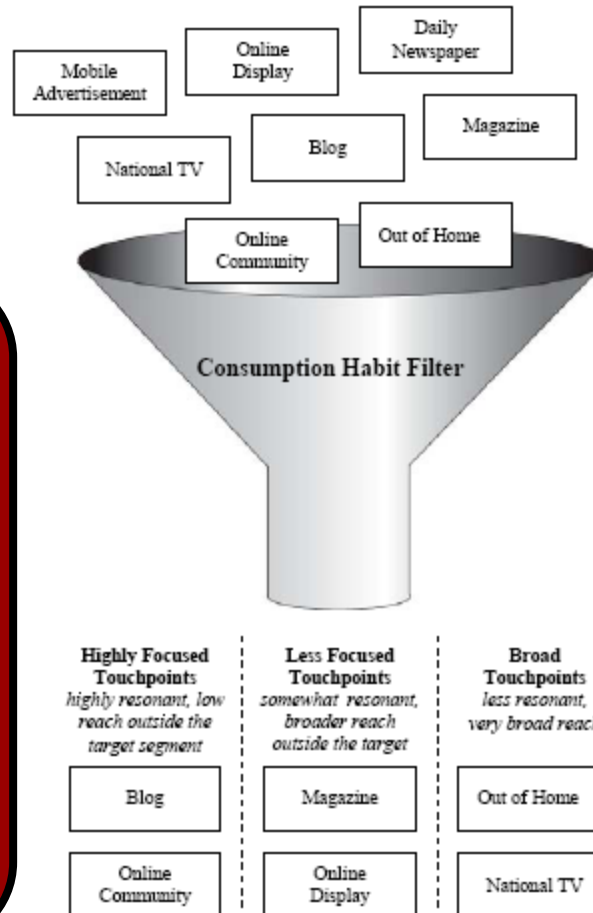 Daily
Newspaper
Online
Display
Mobile
Advertisement
Magazine
Blog
National TV
Out of Home
Online
Community
Consumption Habit Filter
Highly Focused
Touchpoints
highly resonant, low
reach outside the
target segment
Blog
Online
Community
Less Focused
Touchpoints
somewhat resonant,
broader reach
outside the target
Magazine
Online
Display
Broad
Touchpoints
less resonant,
very broad reach
Out of Home
National TV